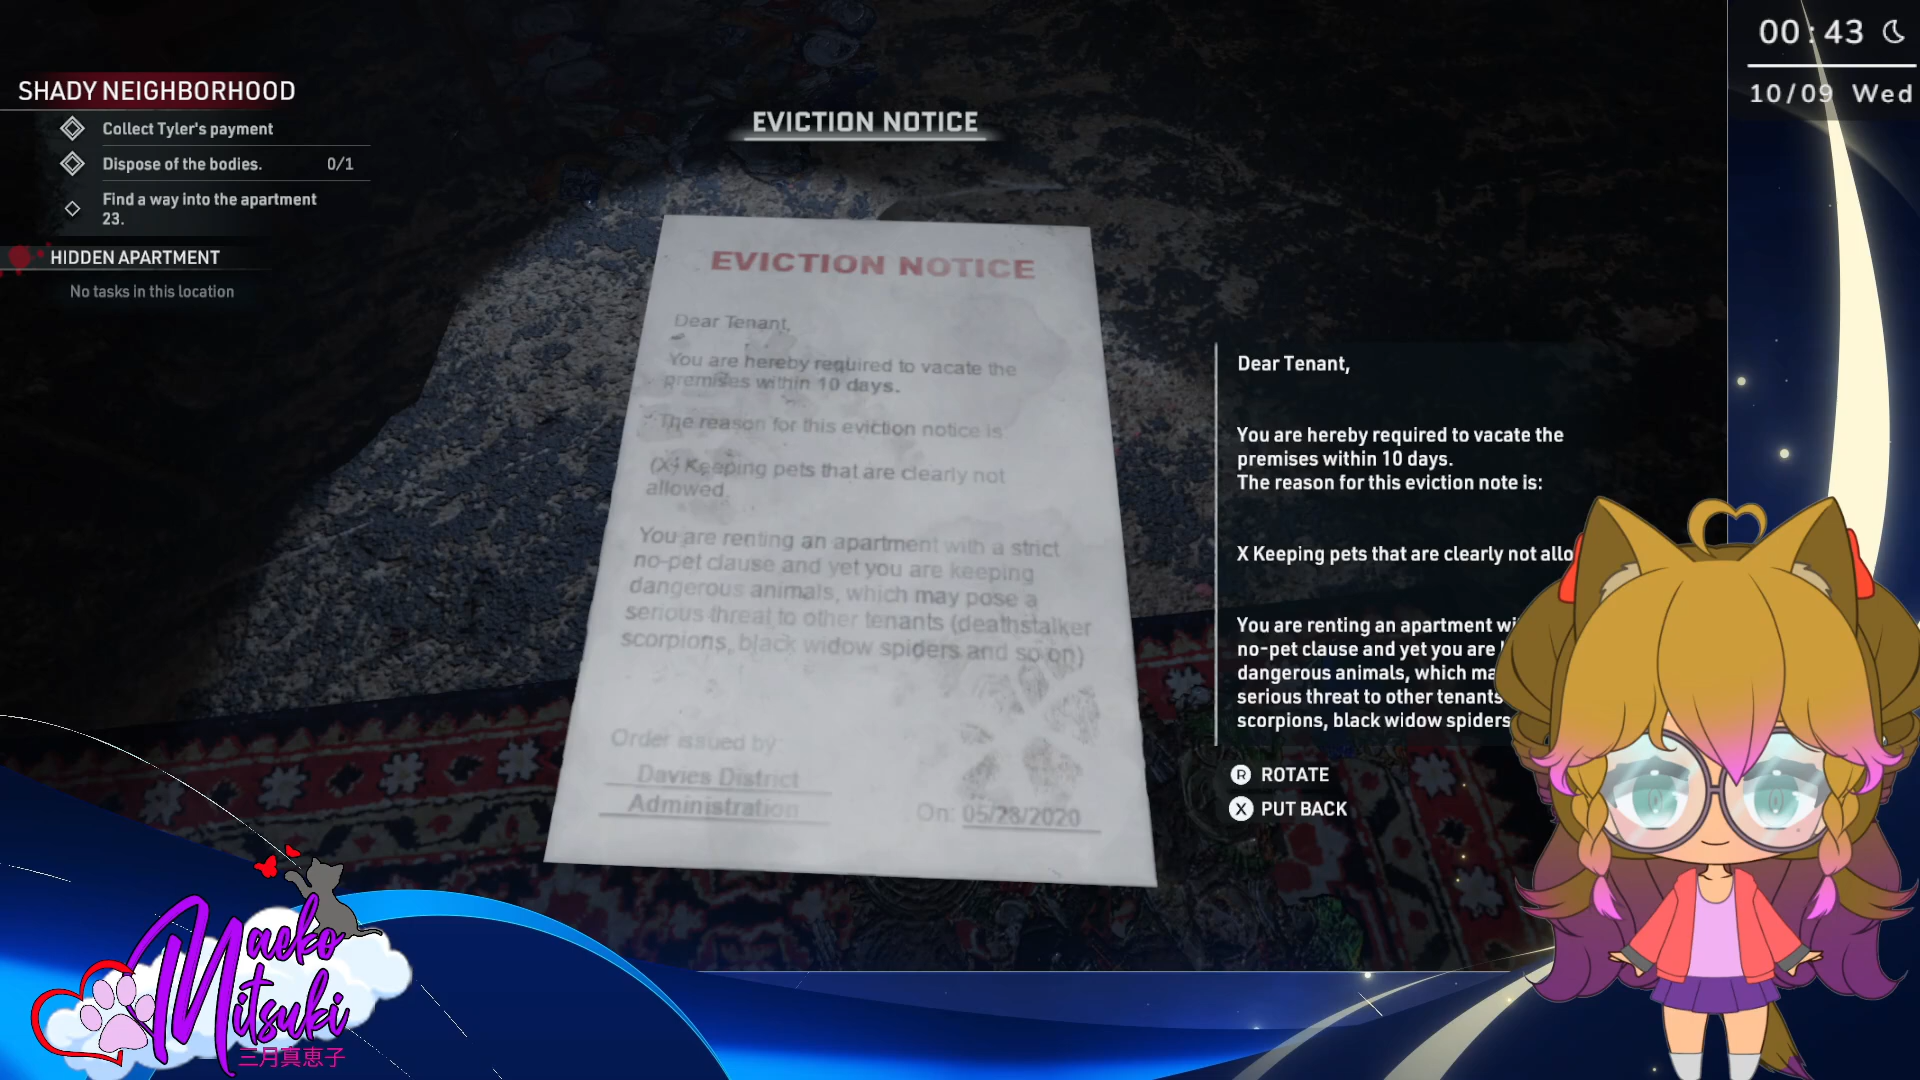 00:43
10/09 Wed
SHADY NEIGHBORHOOD
Collect Tyler's payment
Dispose of the bodies. 0/1
Find a way into the apartment
23.
HIDDEN APARTMENT
No tasks in this location
EVICTION NOTICE
EVICTION NOTICE
Dear Tenant,
You are hereby required to vacate the
premises within 10 days.
The reason for this eviction notice is
(X) Keeping pets that are clearly not
allowed
You are renting an apartment with a strict
no-pet clause and yet you are keeping
dangerous animals, which may pose a
serious threat to other tenants (deathstalker
scorpions, black widow spiders and so on)
Order issued by:
Davies District
Administration
On: 05/28/2020
Dear Tenant,
You are hereby required to vacate the
premises within 10 days.
The reason for this eviction note is:
X Keeping pets that are clearly not allo
You are renting an apartment wi
no-pet clause and yet you are
dangerous animals, which ma
serious threat to other tenants
scorpions, black widow spiders
R ROTATE
X PUT BACK
Maeko
Mitsuki
三月真恵子